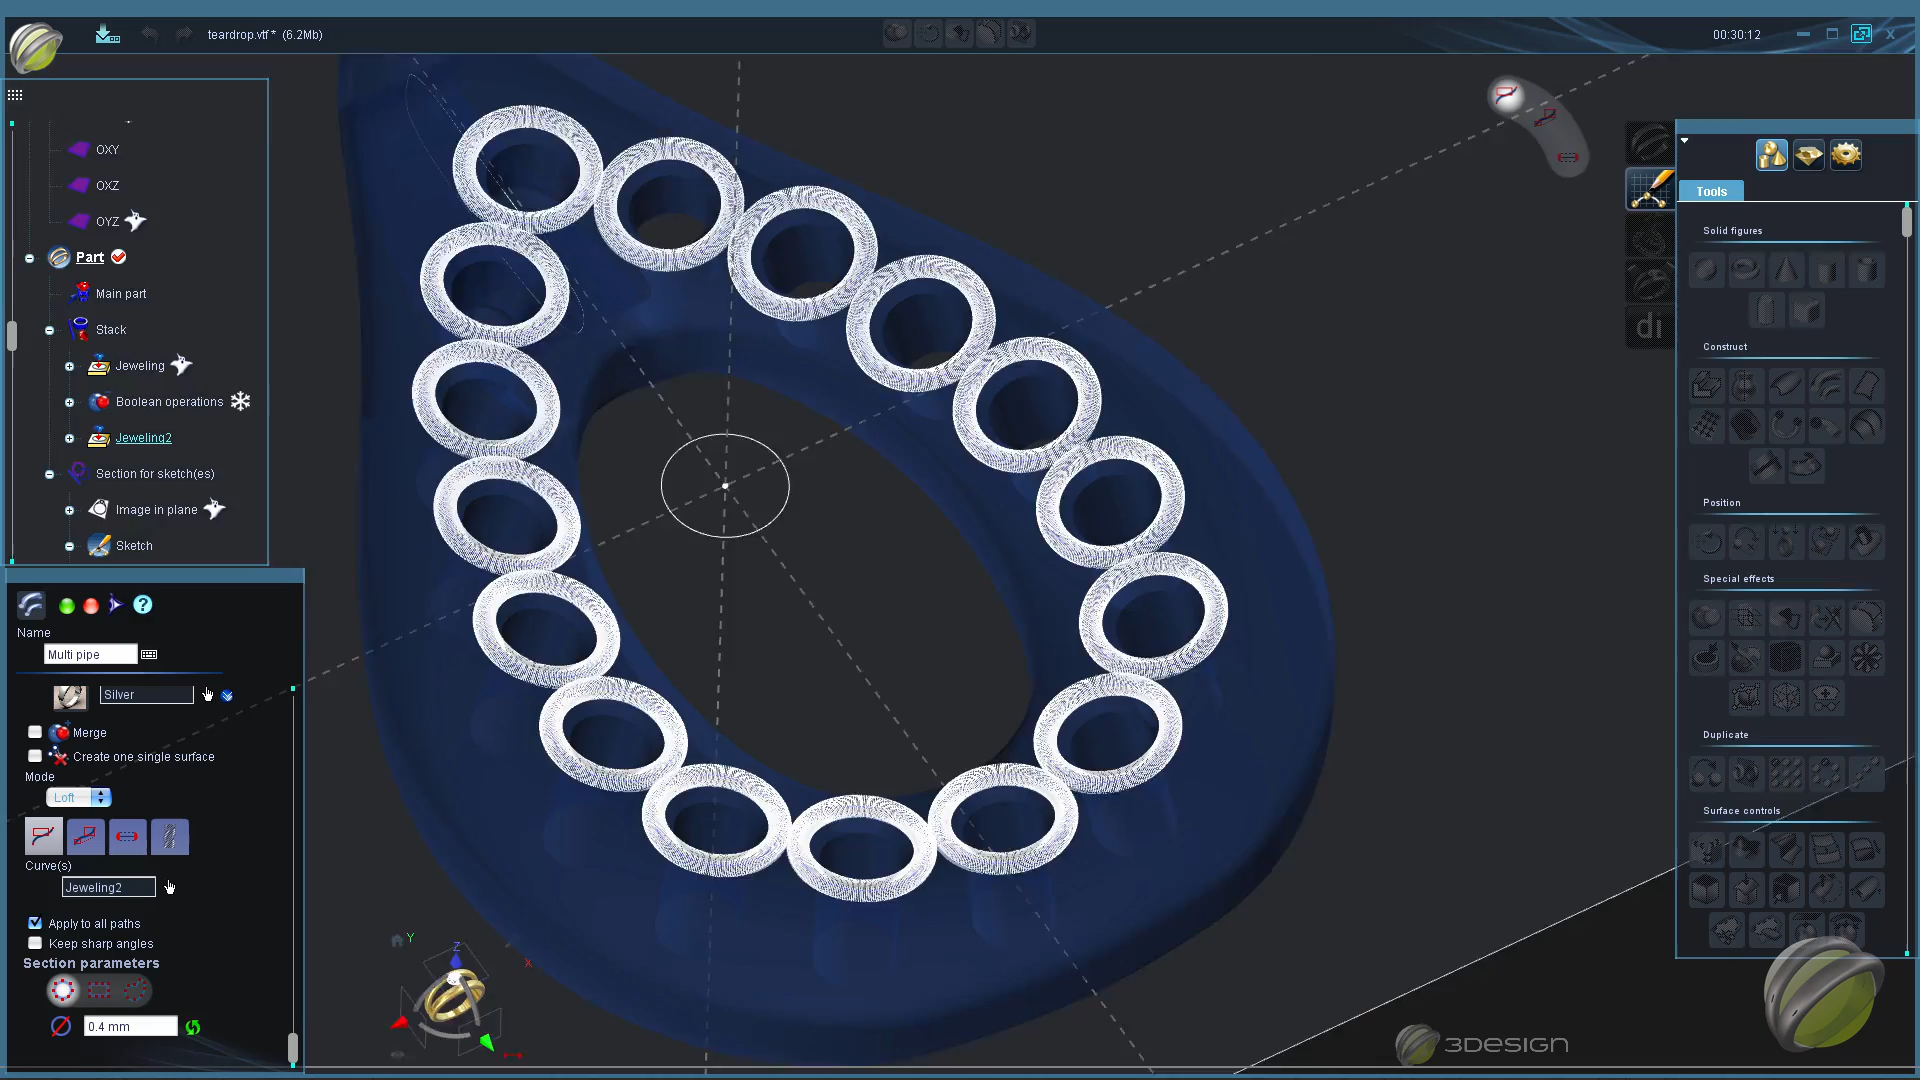 teardrop.vtf * (6.2Mb)
00:30:12
OXY
OXZ
OYZ
Part
Main part
Stack
Jeweling
Boolean operations
Jeweling2
Section for sketch(es)
Image in plane
Sketch
Name
Multi pipe
Silver
Merge
Create one single surface
Mode
Loft
Curve(s)
Jeweling2
Apply to all paths
Keep sharp angles
Section parameters
0.4 mm
Y
Z
X
di
Tools
Solid figures
Construct
Position
Special effects
Duplicate
Surface controls
3DESIGN